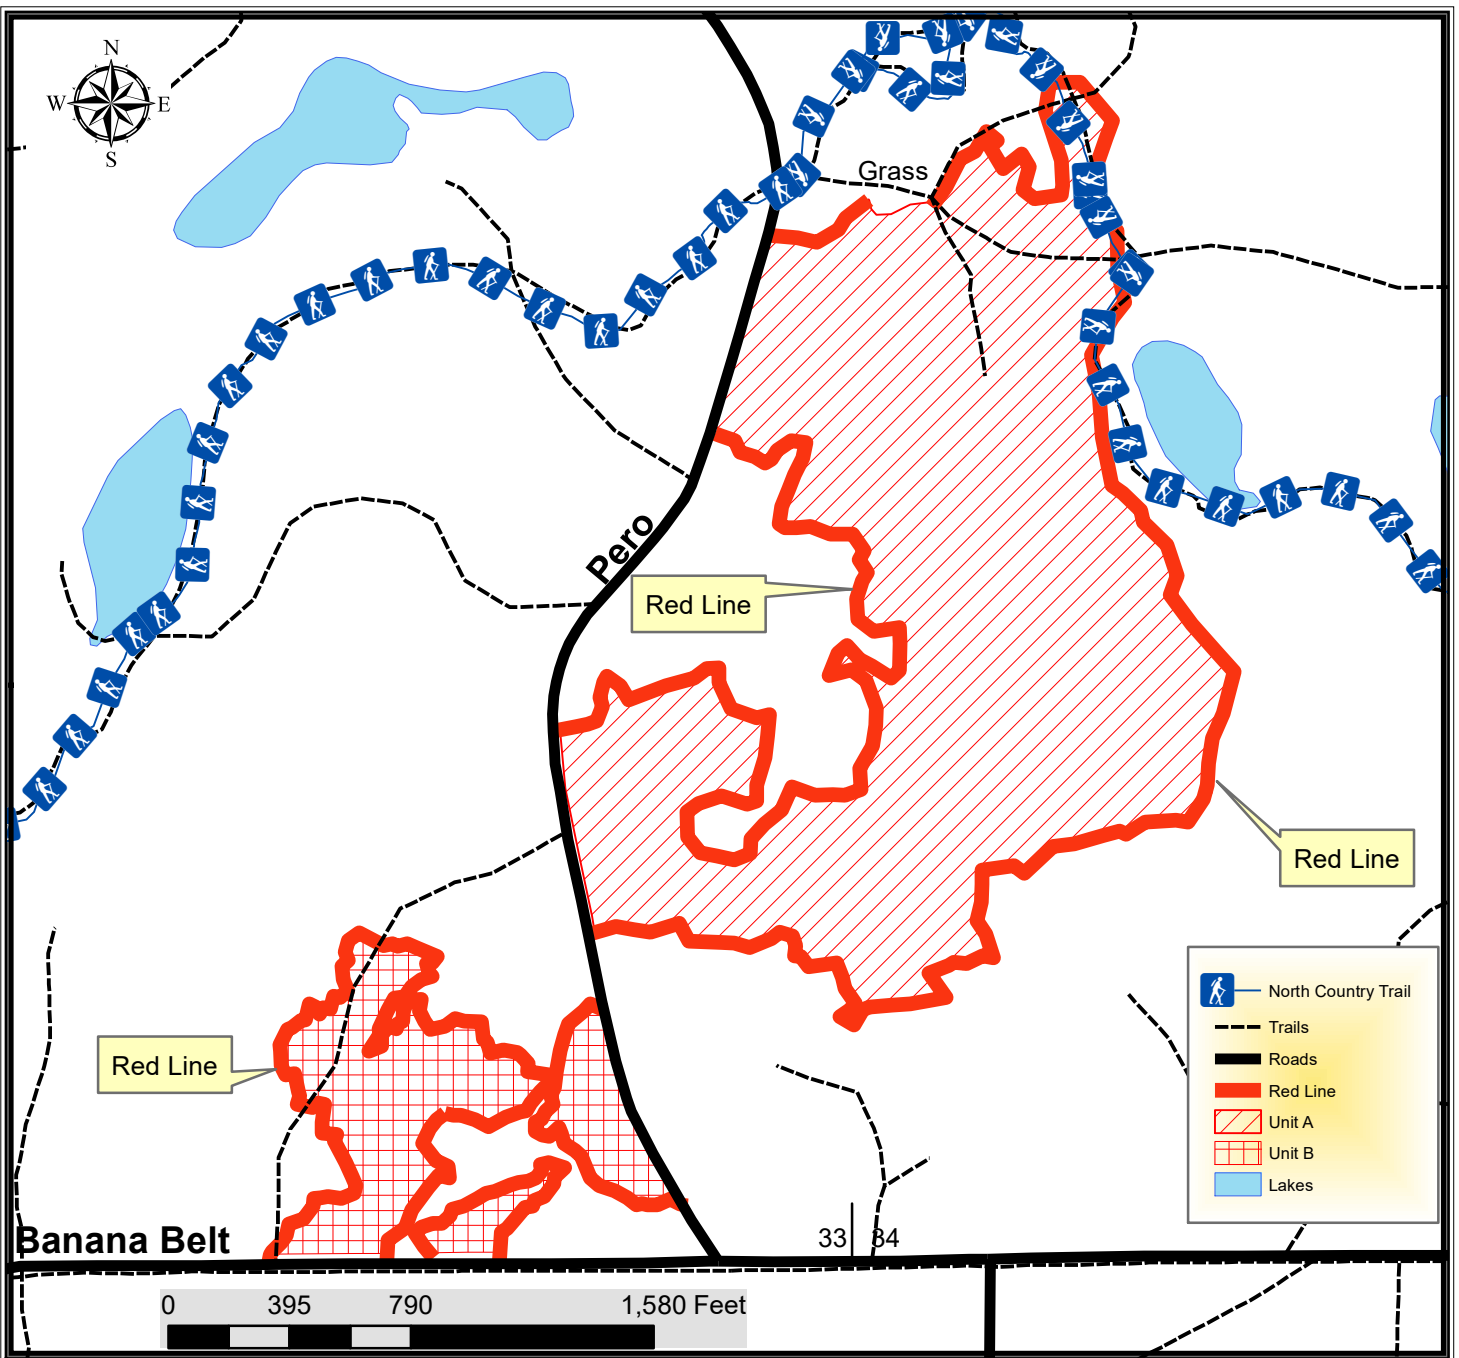 N
W E
S
Grass
Pero
Red Line
Red Line
Red Line
North Country Trail
Trails
Roads
Red Line
Unit A
Unit B
Lakes
Banana Belt
33 34
0 395 790 1,580 Feet